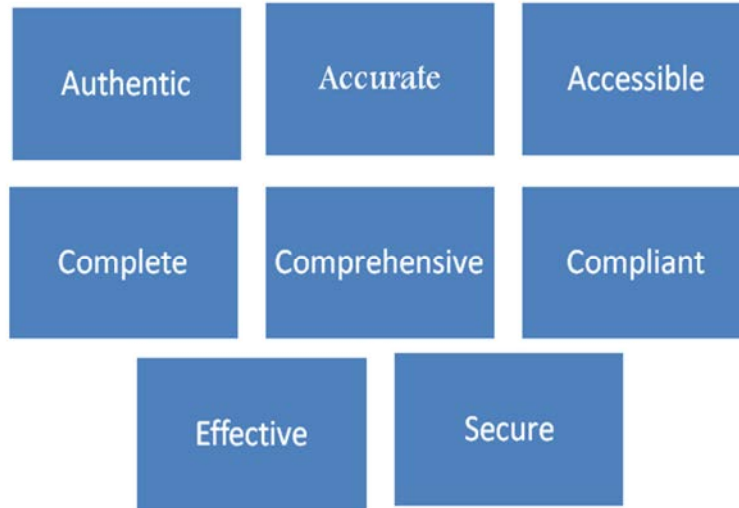 Authentic
Accurate
Accessible
Complete
Comprehensive
Compliant
Effective
Secure